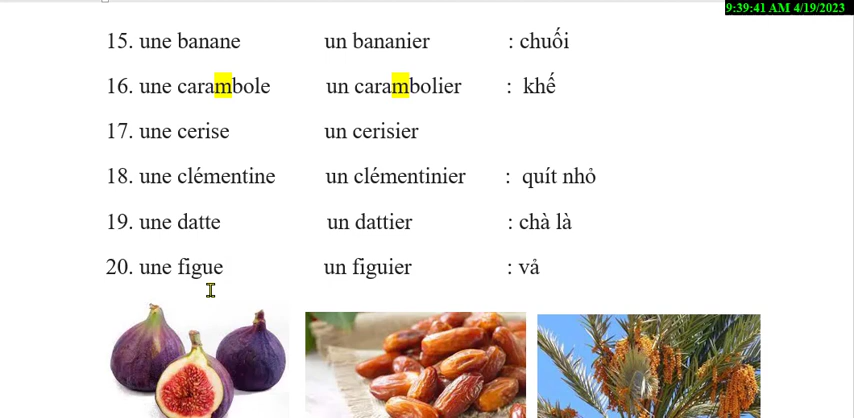 9:39:41 AM 4/19/2023
15. une banane un bananier : chuối
16. une carambole un carambolier : khế
17. une cerise un cerisier
18. une clémentine un clémentinier : quít nhỏ
19. une datte un dattier : chà là
20. une figue un figuier : vả